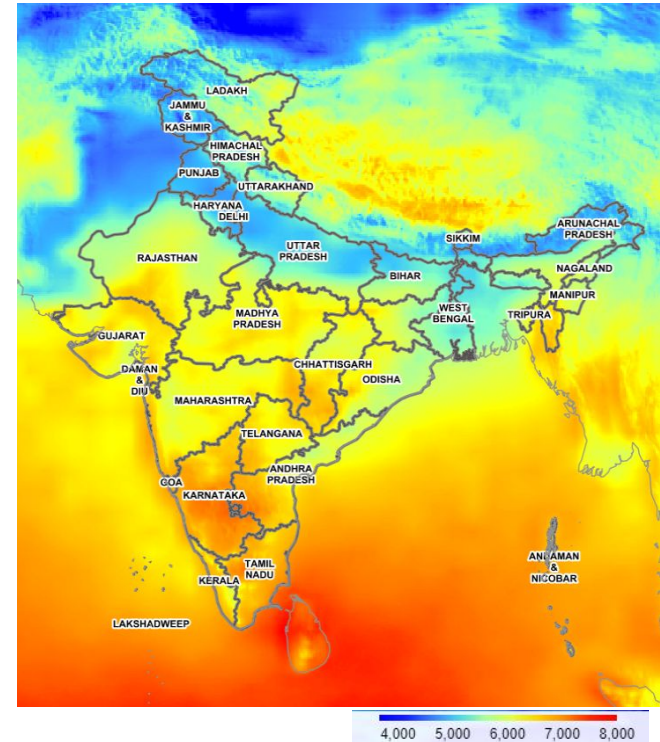 LADAKH
JAMMU
&
KASHMIR
HIMACHAL
PRADESH
PUNJAB
UTTARAKHAND
HARYANA
DELHI
ARUNACHAL
PRADESH
SIKKIM
UTTAR
PRADESH
RAJASTHAN
NAGALAND
BIHAR
MANIPUR
WEST
BENGAL
TRIPURA
MADHYA
PRADESH
GUJARAT
CHHATTISGARH
DAMAN
&
DIU
ODISHA
MAHARASHTRA
TELANGANA
ANDHRA
PRADESH
GOA
KARNATAKA
ANDAMAN
&
NICOBAR
TAMIL
NADU
KERALA
LAKSHADWEEP
4,000 5,000 6,000 7,000 8,000